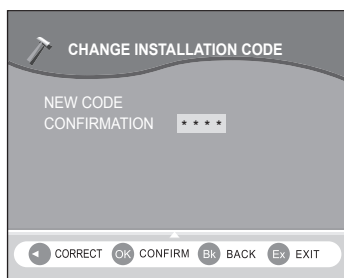 CHANGE INSTALLATION CODE
NEW CODE
CONFIRMATION * * * *
OK CORRECT CONFIRM Bk BACK Ex EXIT